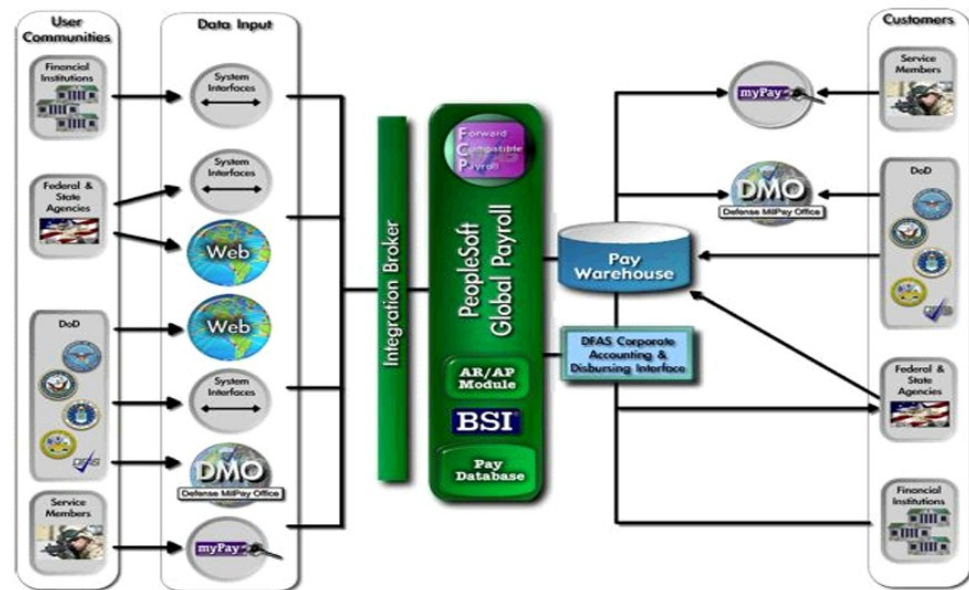 User
Communities
Financial
Institutions
Federal &
State
Agencies
DoD
DFAS
Service
Members
Data Input
System
Interfaces
System
Interfaces
Web
Web
System
Interfaces
DMO
Defense MilPay Office
myPay
Integration Broker
Forward
Compatible
Payroll
PeopleSoft
Global Payroll
AR/AP
Module
BSI
Pay
Database
Pay
Warehouse
DFAS Corporate
Accounting &
Disbursing Interface
myPay
DMO
Defense MilPay Office
Customers
Service
Members
DoD
DFAS
Federal &
State
Agencies
Financial
Institutions